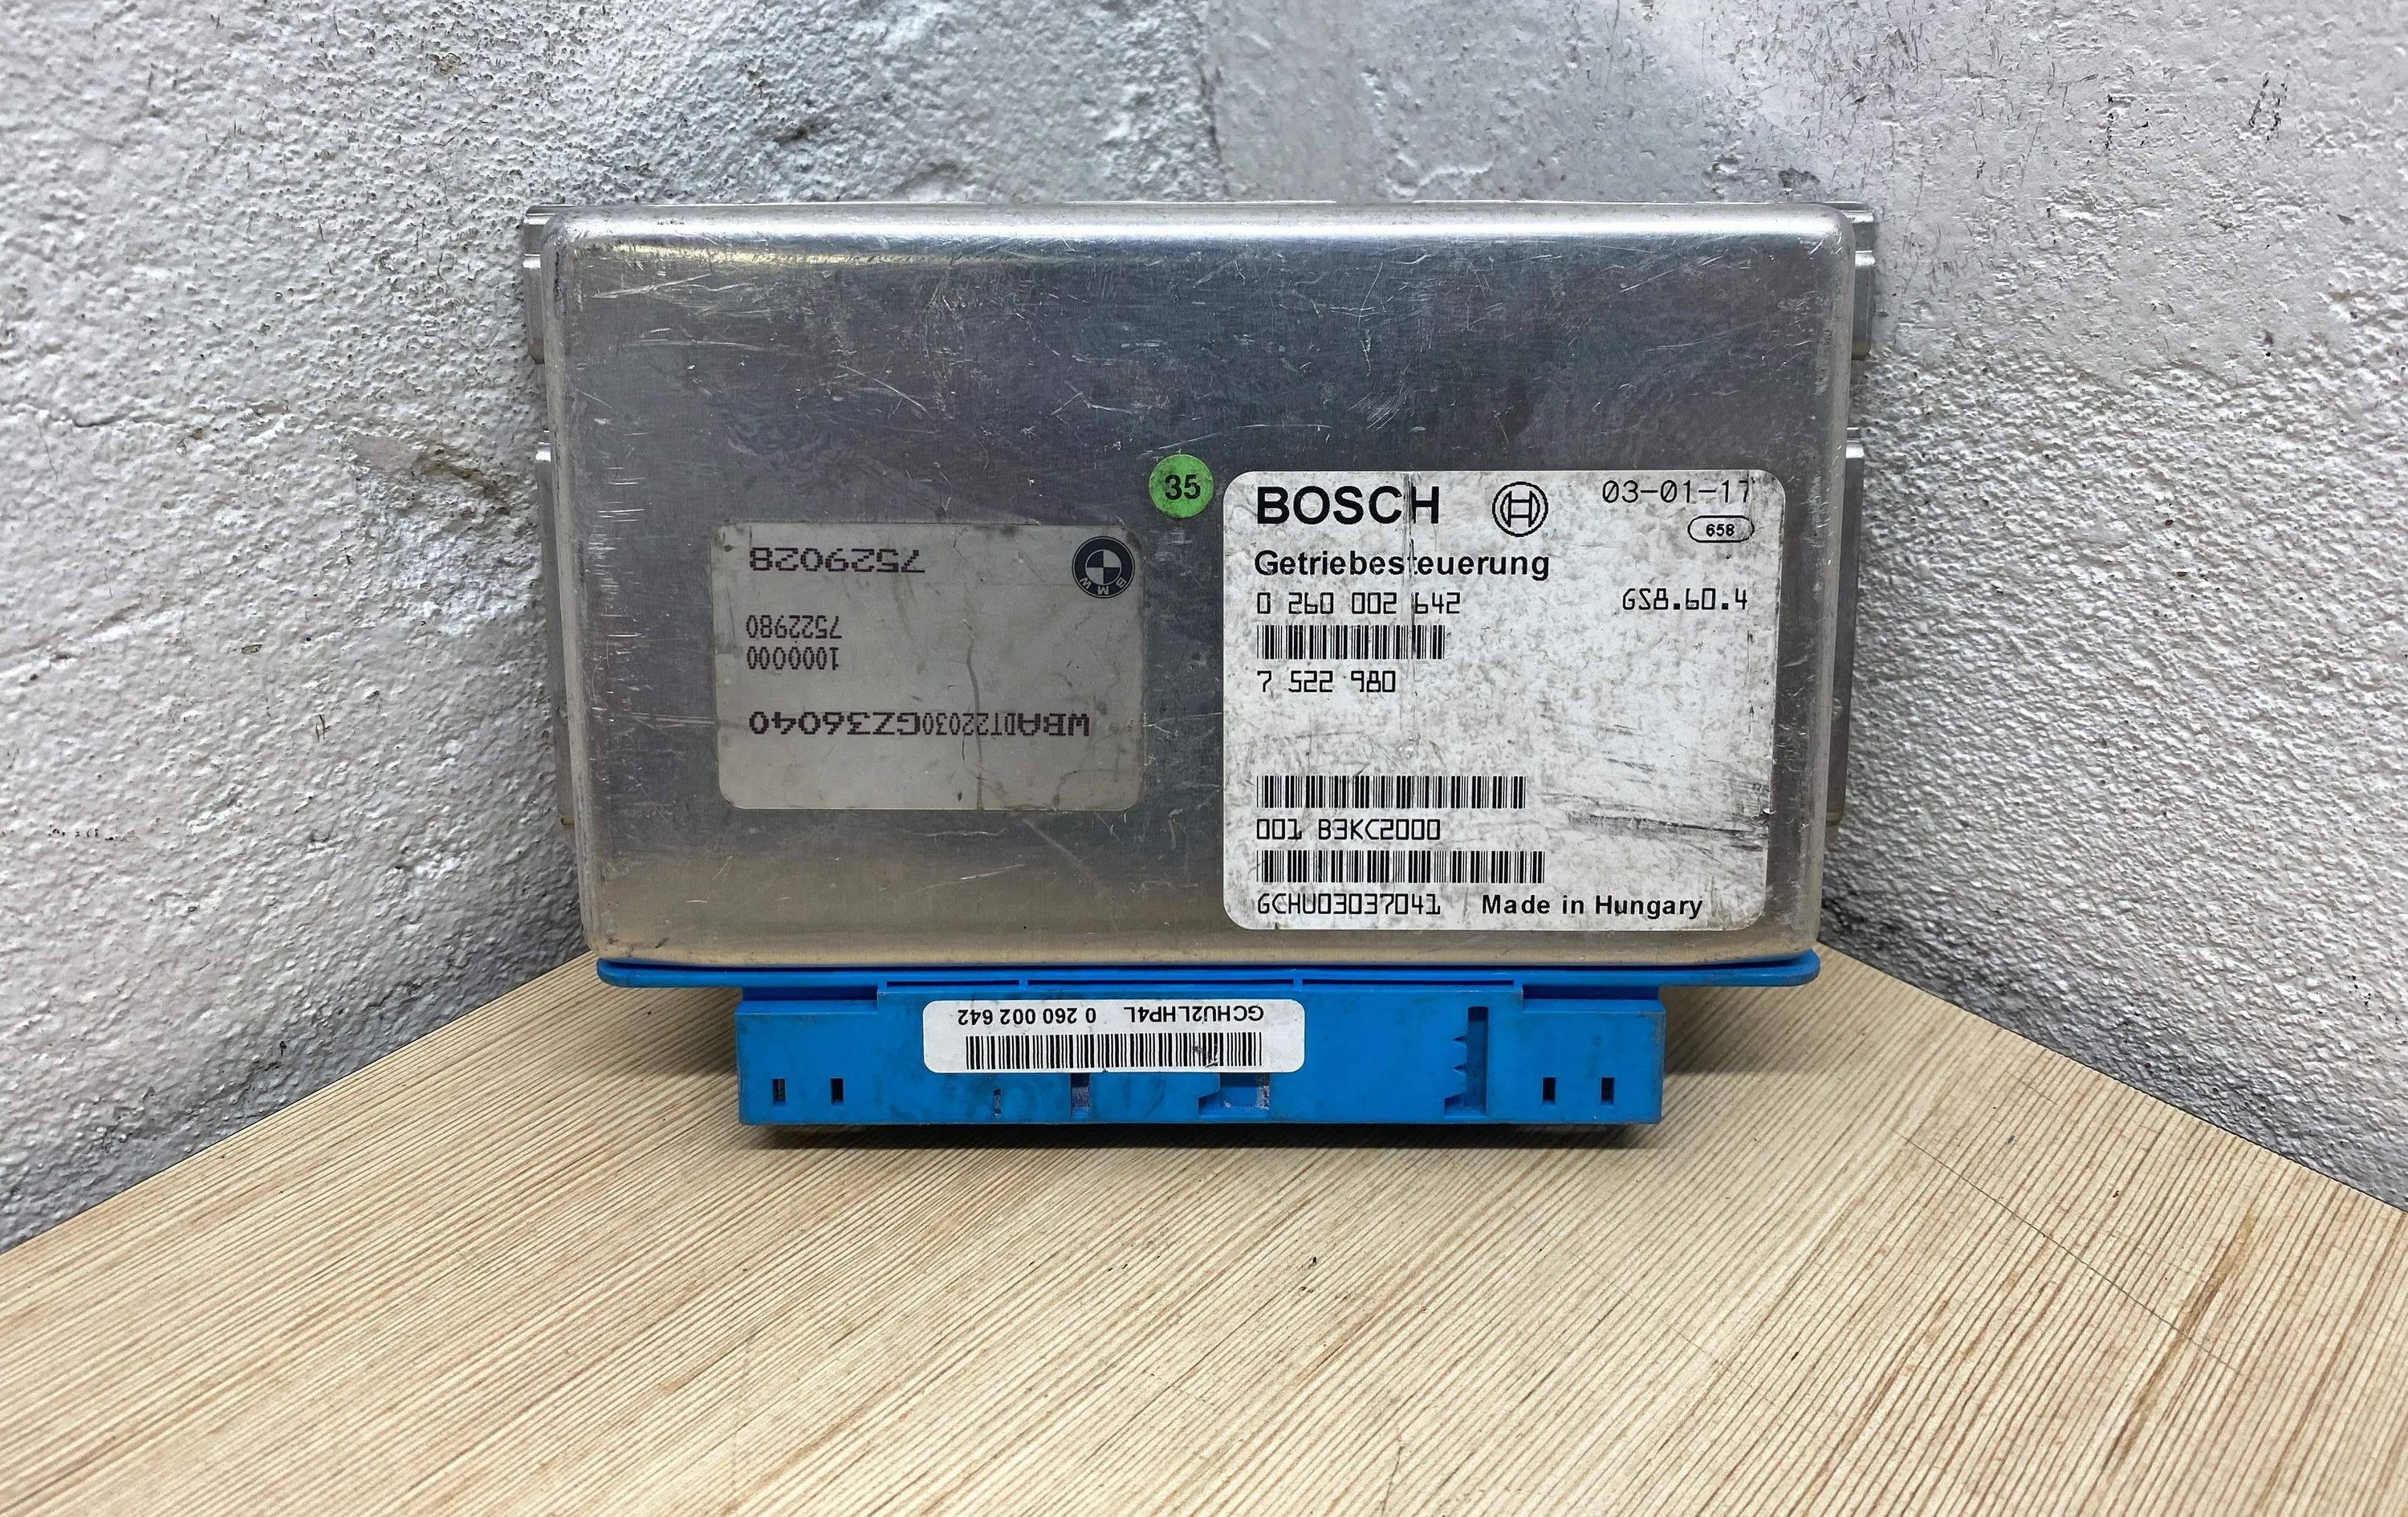 35
BOSCH 03-01-17
658
Getriebesteuerung
0 260 002 642 GS8.60.4
7 522 980
001 B3KC2000
GCHU03037041 Made in Hungary
BMW
7529028
7522980
1000000
WBADT22030GZ36040
GCHU2LHP4L 0 260 002 642